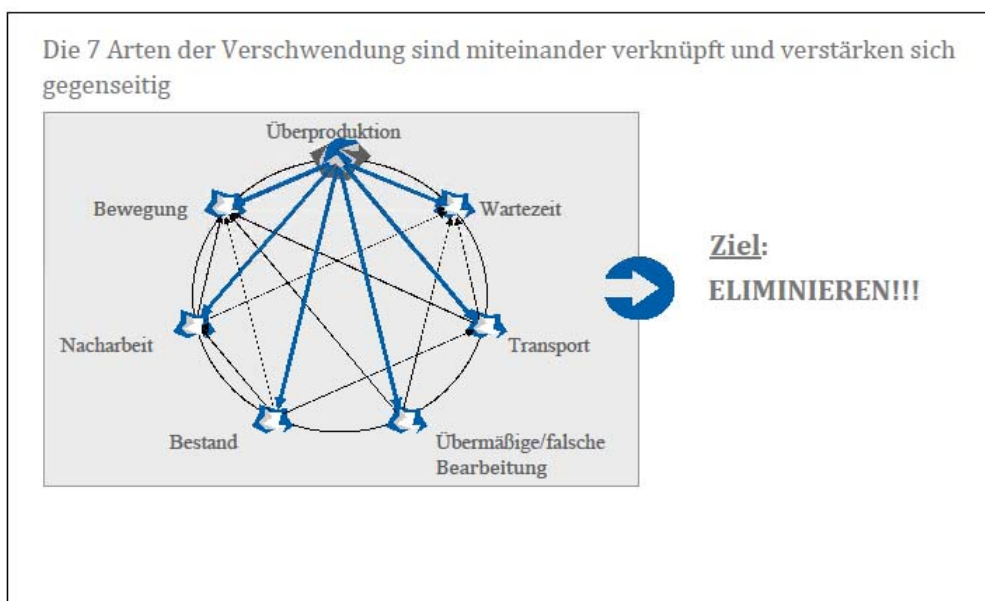 Die 7 Arten der Verschwendung sind miteinander verknüpft und verstärken sich
gegenseitig
Überproduktion
Bewegung
Wartezeit
Nacharbeit
Transport
Bestand
Übermäßige/falsche
Bearbeitung
Ziel:
ELIMINIEREN!!!